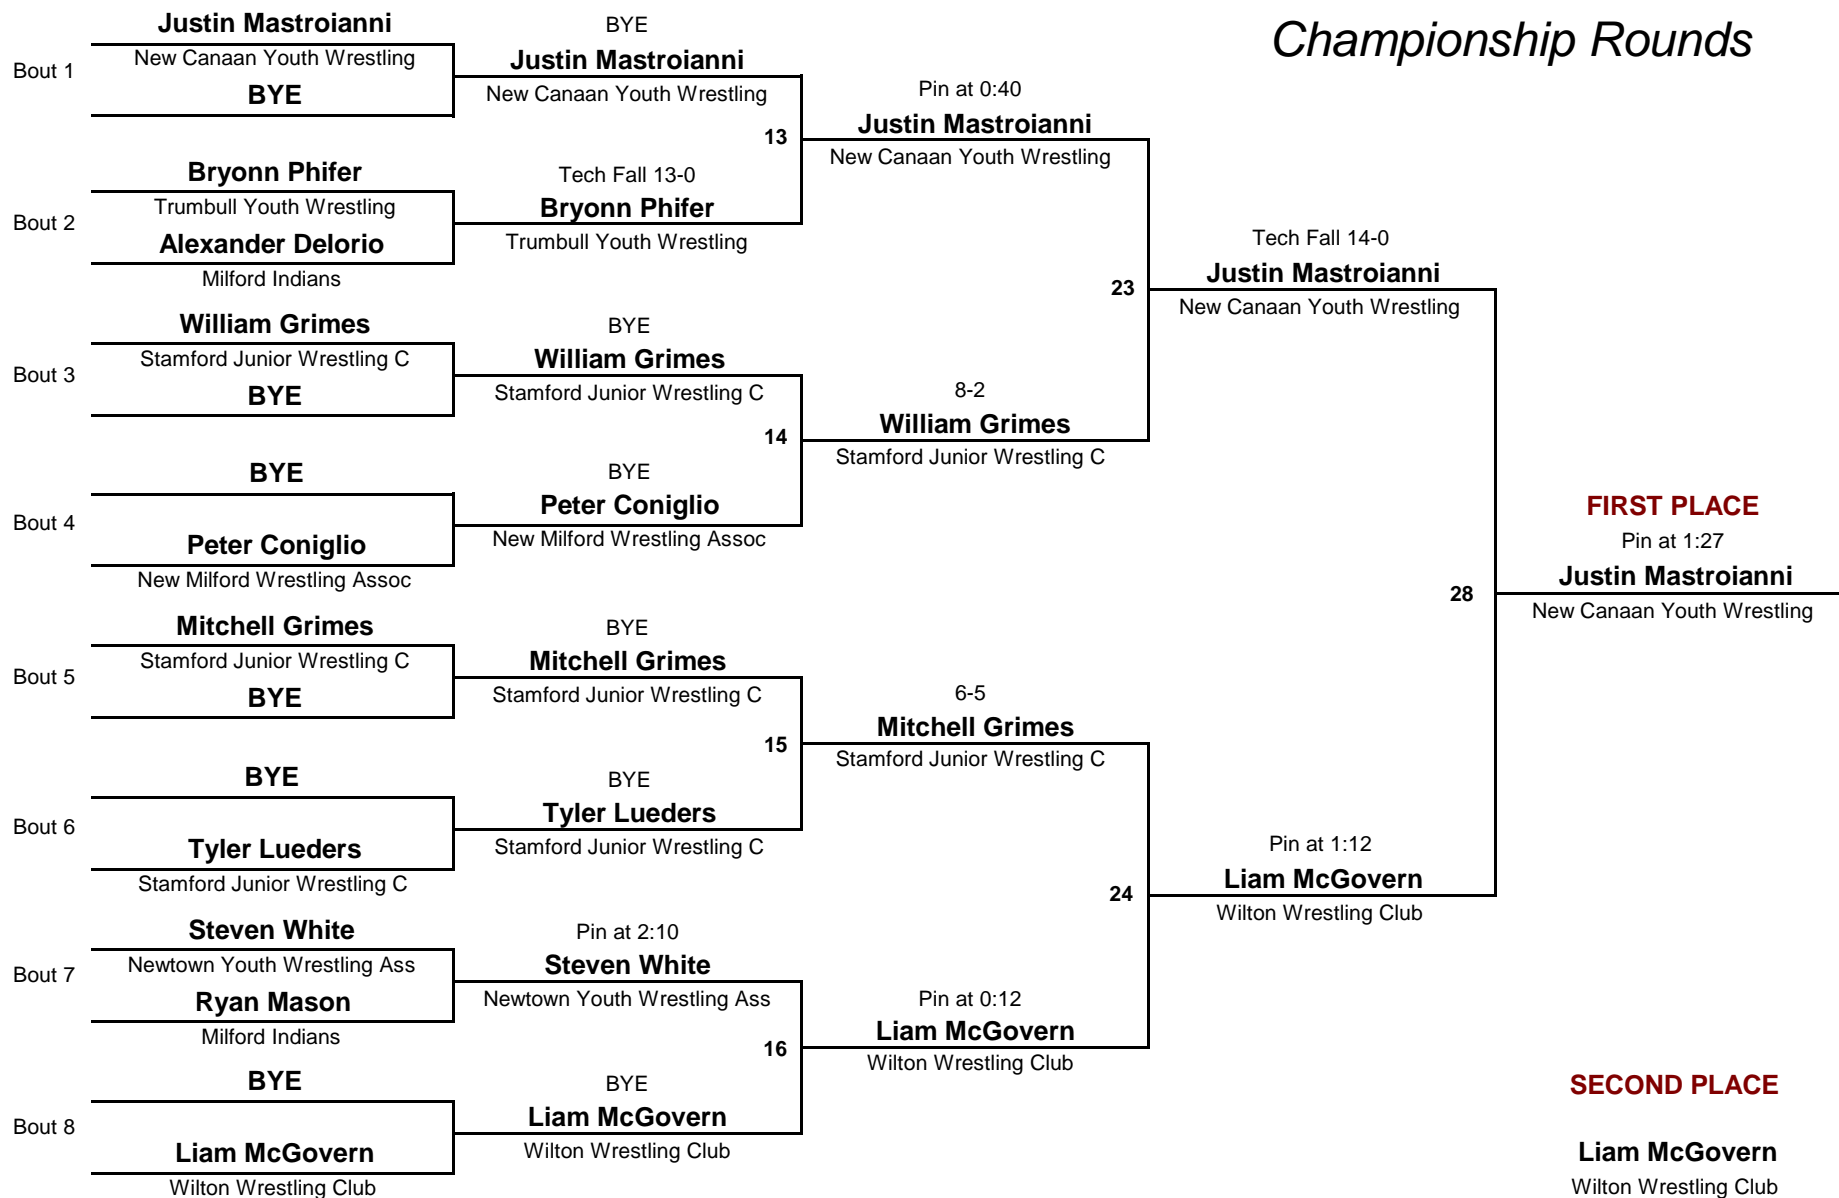 Championship Rounds
Bout 1
Justin Mastroianni
New Canaan Youth Wrestling
BYE
Bout 2
Bryonn Phifer
Trumbull Youth Wrestling
Alexander Delorio
Milford Indians
Bout 3
William Grimes
Stamford Junior Wrestling C
BYE
Bout 4
BYE
Peter Coniglio
New Milford Wrestling Assoc
Bout 5
Mitchell Grimes
Stamford Junior Wrestling C
BYE
Bout 6
BYE
Tyler Lueders
Stamford Junior Wrestling C
Bout 7
Steven White
Newtown Youth Wrestling Ass
Ryan Mason
Milford Indians
Bout 8
BYE
Liam McGovern
Wilton Wrestling Club
BYE
Justin Mastroianni
New Canaan Youth Wrestling
13
Tech Fall 13-0
Bryonn Phifer
Trumbull Youth Wrestling
BYE
William Grimes
Stamford Junior Wrestling C
14
BYE
Peter Coniglio
New Milford Wrestling Assoc
BYE
Mitchell Grimes
Stamford Junior Wrestling C
15
BYE
Tyler Lueders
Stamford Junior Wrestling C
Pin at 2:10
Steven White
Newtown Youth Wrestling Ass
16
BYE
Liam McGovern
Wilton Wrestling Club
Pin at 0:40
Justin Mastroianni
New Canaan Youth Wrestling
23
8-2
William Grimes
Stamford Junior Wrestling C
6-5
Mitchell Grimes
Stamford Junior Wrestling C
24
Pin at 0:12
Liam McGovern
Wilton Wrestling Club
Tech Fall 14-0
Justin Mastroianni
New Canaan Youth Wrestling
28
Pin at 1:12
Liam McGovern
Wilton Wrestling Club
FIRST PLACE
Pin at 1:27
Justin Mastroianni
New Canaan Youth Wrestling
SECOND PLACE
Liam McGovern
Wilton Wrestling Club